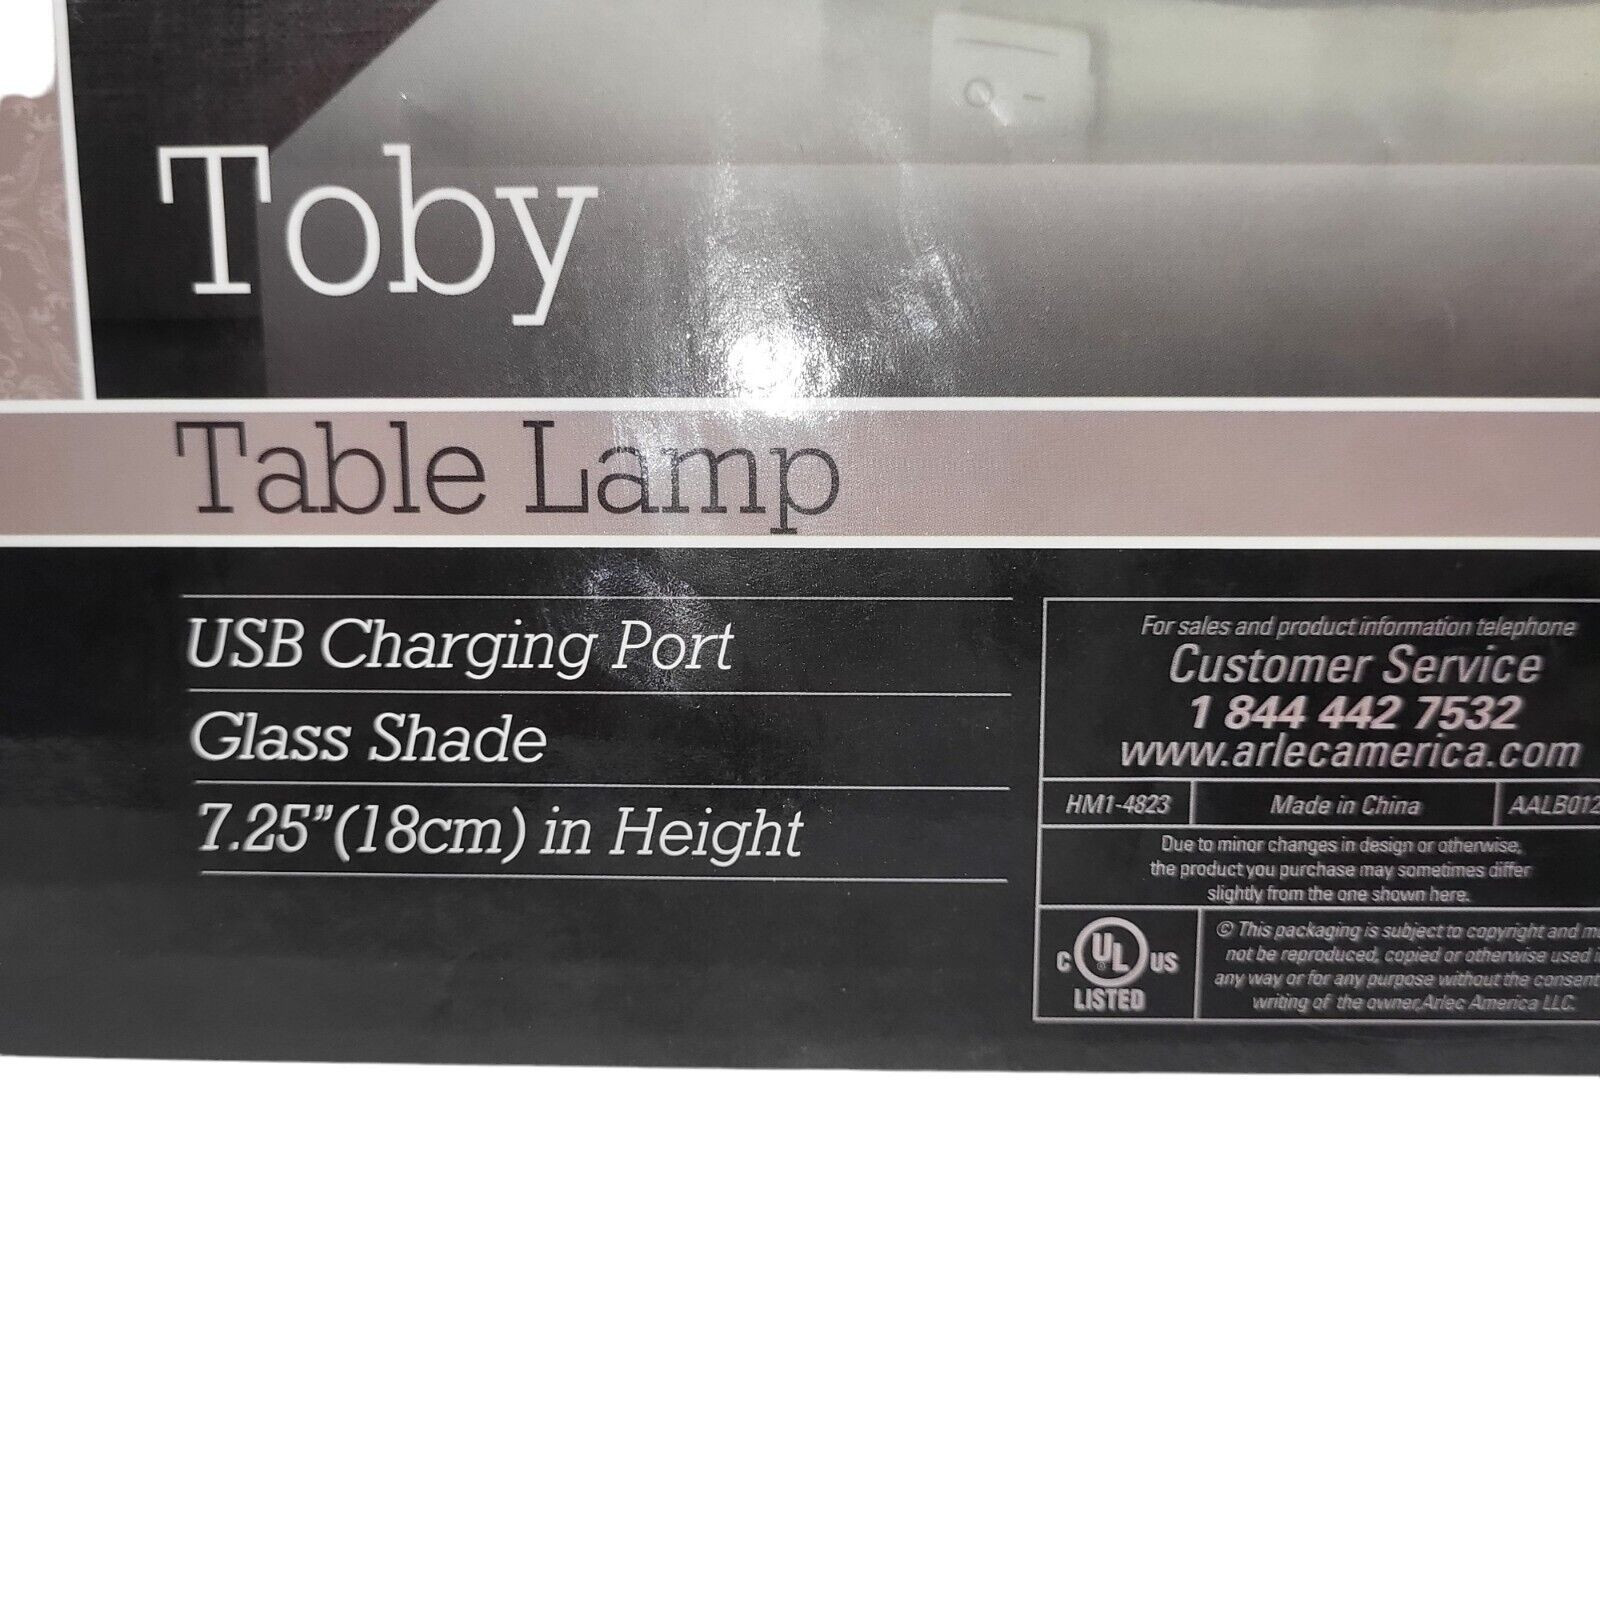 Toby
Table Lamp
USB Charging Port
Glass Shade
7.25”(18cm) in Height
For sales and product information telephone
Customer Service
1 844 442 7532
www.arlecamerica.com
HM1-4823
Made in China
AALB012
Due to minor changes in design or otherwise,
the product you purchase may sometimes differ
slightly from the one shown here.
C UL ® US
LISTED
© This packaging is subject to copyright and
not be reproduced, copied or otherwise used
any way or for any purpose without the consent
writing of the owner,Arlec America LLC.